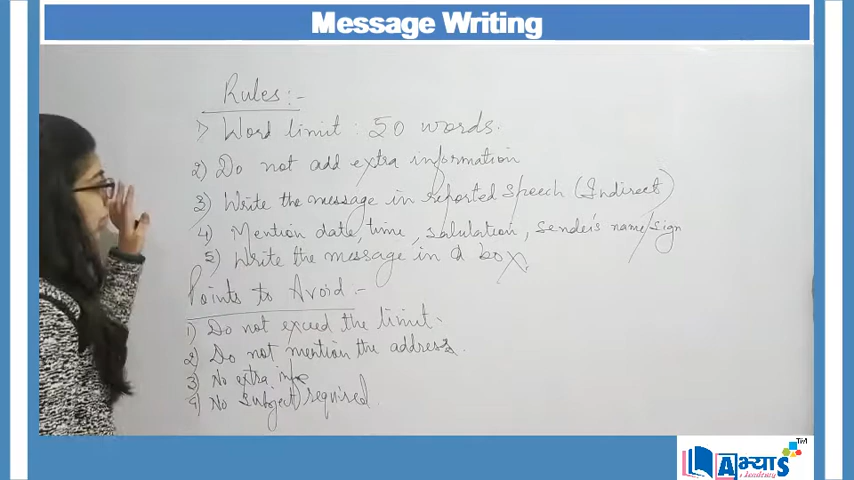 Message Writing
Rules:-
1) Word limit : 50 words.
2) Do not add extra information
3) Write the message in reported speech (Indirect)
4) Mention date, time, salutation, sender's name/sign
5) Write the message in a box.
Points to Avoid :-
1) Do not exceed the limit.
2) Do not mention the address.
3) No extra info
4) No subject required
Aभ्याS
eAcademy
TM